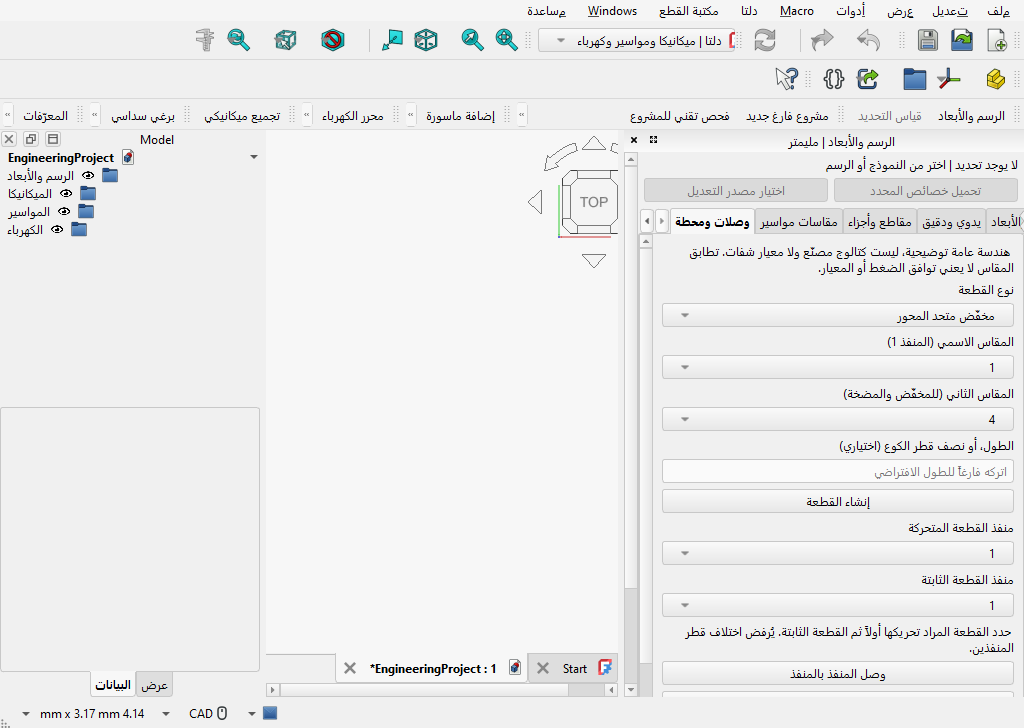 ملف تعديل عرض أدوات Macro دلتا مكتبة القطع Windows مساعدة
دلتا | ميكانيكا ومواسير وكهرباء
الرسم والأبعاد قياس التحديد فحص تقني للمشروع مشروع فارغ جديد إضافة ماسورة محرر الكهرباء تجميع ميكانيكي برغي سداسي المعرّفات
الرسم والأبعاد | مليمتر
لا يوجد تحديد | اختر من النموذج أو الرسم
تحميل خصائص المحدد
اختيار مصدر التعديل
الأبعاد يدوي ودقيق مقاطع وأجزاء مقاسات مواسير وصلات ومحطة
هندسة عامة توضيحية، ليست كتالوج مصنّع ولا معيار شفات. تطابق
المقاس لا يعني توافق الضغط أو المعيار.
نوع القطعة
مخفّض متحد المحور
المقاس الاسمي (المنفذ 1)
1
المقاس الثاني (للمخفّض والمضخة)
4
الطول، أو نصف قطر الكوع (اختياري)
اتركه فارغاً للطول الافتراضي
إنشاء القطعة
منفذ القطعة المتحركة
1
منفذ القطعة الثابتة
1
حدد القطعة المراد تحريكها أولاً ثم القطعة الثابتة. يُرفض اختلاف قطر
المنفذين.
وصل المنفذ بالمنفذ
TOP
Start
*EngineeringProject : 1
Model
EngineeringProject
الرسم والأبعاد
الميكانيكا
المواسير
الكهرباء
عرض
البيانات
CAD
mm x 3.17 mm 4.14